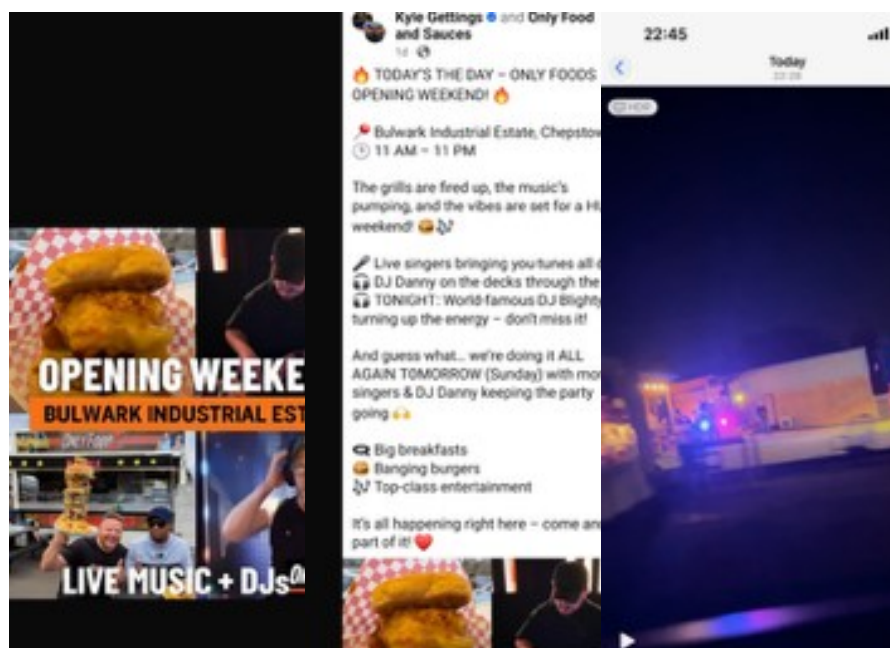 OPENING WEEKE
BULWARK INDUSTRIAL EST
LIVE MUSIC + DJs
Kyle Gettings and Only Food
and Sauces
1d
🔥 TODAY'S THE DAY – ONLY FOODS
OPENING WEEKEND! 🔥
📍 Bulwark Industrial Estate, Chepstow
🕒 11 AM – 11 PM
The grills are fired up, the music's
pumping, and the vibes are set for a HU
weekend! 🍔🎶
🎤 Live singers bringing you tunes all d
🎧 DJ Danny on the decks through the
🎧 TONIGHT: World-famous DJ Blighty
turning up the energy – don't miss it!
And guess what… we're doing it ALL
AGAIN TOMORROW (Sunday) with mor
singers & DJ Danny keeping the party
going 🙌
🍳 Big breakfasts
🍔 Banging burgers
🎶 Top-class entertainment
It's all happening right here – come and
part of it! ❤️
22:45
Today
22:28
HDR